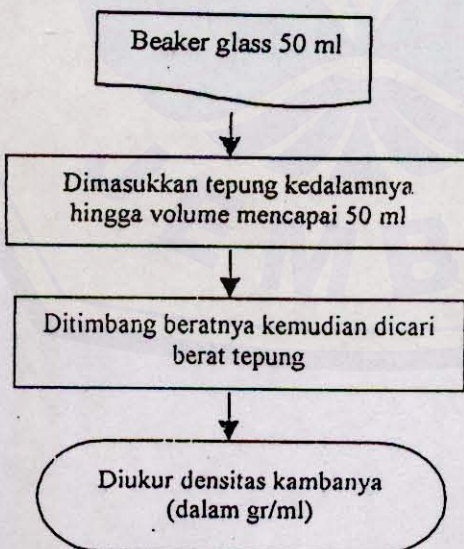 Beaker glass 50 ml
Dimasukkan tepung kedalamnya
hingga volume mencapai 50 ml
Ditimbang beratnya kemudian dicari
berat tepung
Diukur densitas kambanya
(dalam gr/ml)